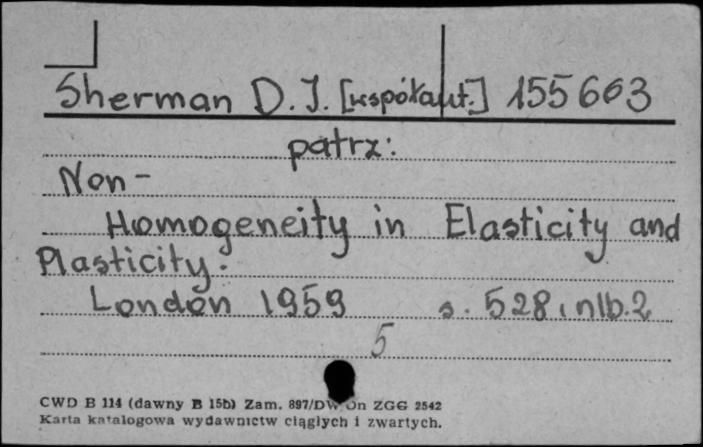 Sherman D. I. [współaut.] 155603
patrz:
Non-
Homogeneity in Elasticity and
Plasticity.
London 1959 s. 528, nlb. 2
5
CWD B 114 (dawny B 15b) Zam. 897/DW On ZGG 2542
Karta katalogowa wydawnictw ciągłych i zwartych.